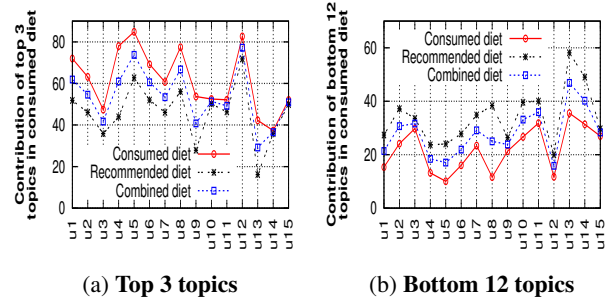 Contribution of top 3
topics in consumed diet
80
60
40
20
0
Consumed diet
Recommended diet
Combined diet
u1
u2
u3
u4
u5
u6
u7
u8
u9
u10
u11
u12
u13
u14
u15
(a) Top 3 topics
Contribution of bottom 12
topics in consumed diet
60
40
20
0
Consumed diet
Recommended diet
Combined diet
u1
u2
u3
u4
u5
u6
u7
u8
u9
u10
u11
u12
u13
u14
u15
(b) Bottom 12 topics